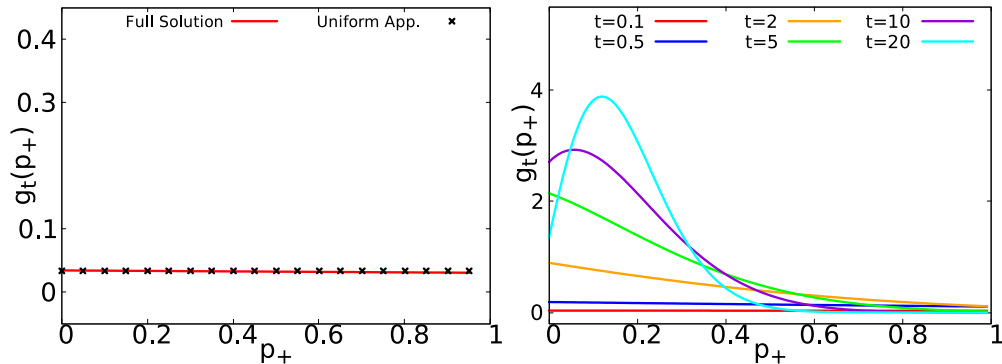 Full Solution Uniform App.
0.4
0.3
0.1
0
g_t(p_+)
0 0.2 0.4 0.6 0.8 1
p_+
t=0.1 t=2 t=10
t=0.5 t=5 t=20
4
2
0
g_t(p_+)
0 0.2 0.4 0.6 0.8 1
p_+